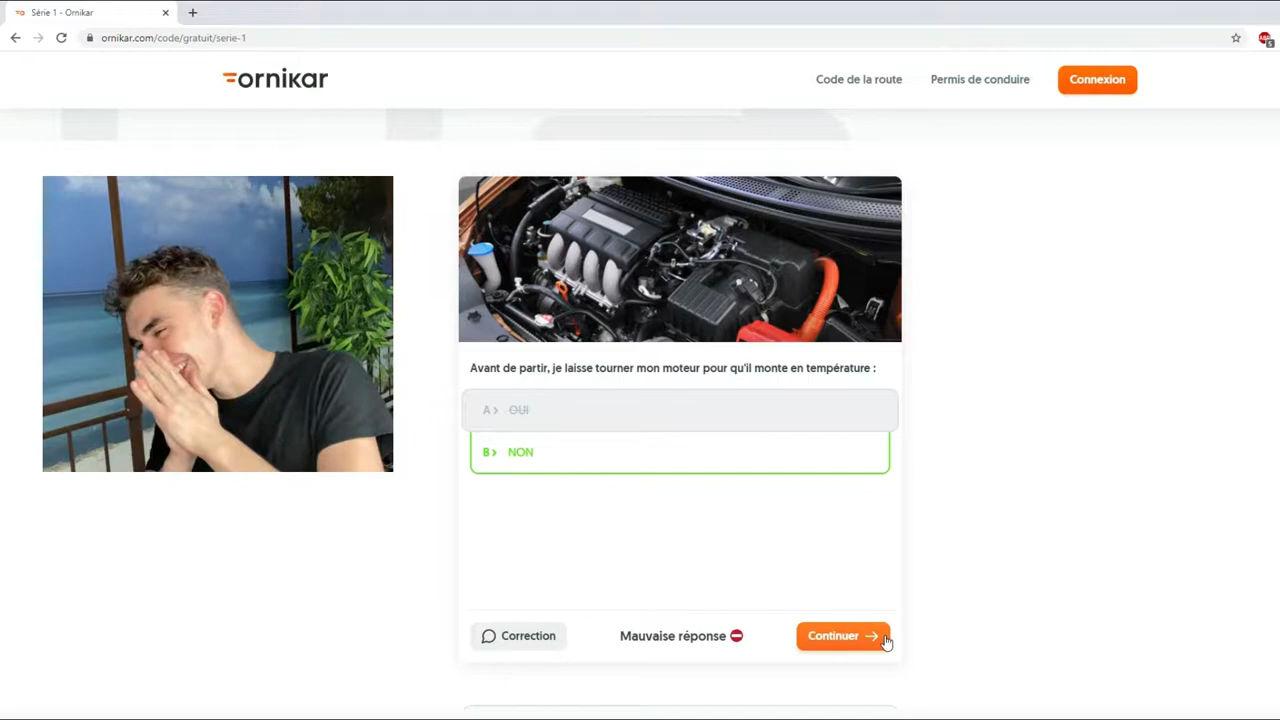 Série 1 - Ornikar
ornikar.com/code/gratuit/serie-1
ornikar
Code de la route
Permis de conduire
Connexion
Avant de partir, je laisse tourner mon moteur pour qu'il monte en température :
A > OUI
B > NON
Correction
Mauvaise réponse
Continuer →